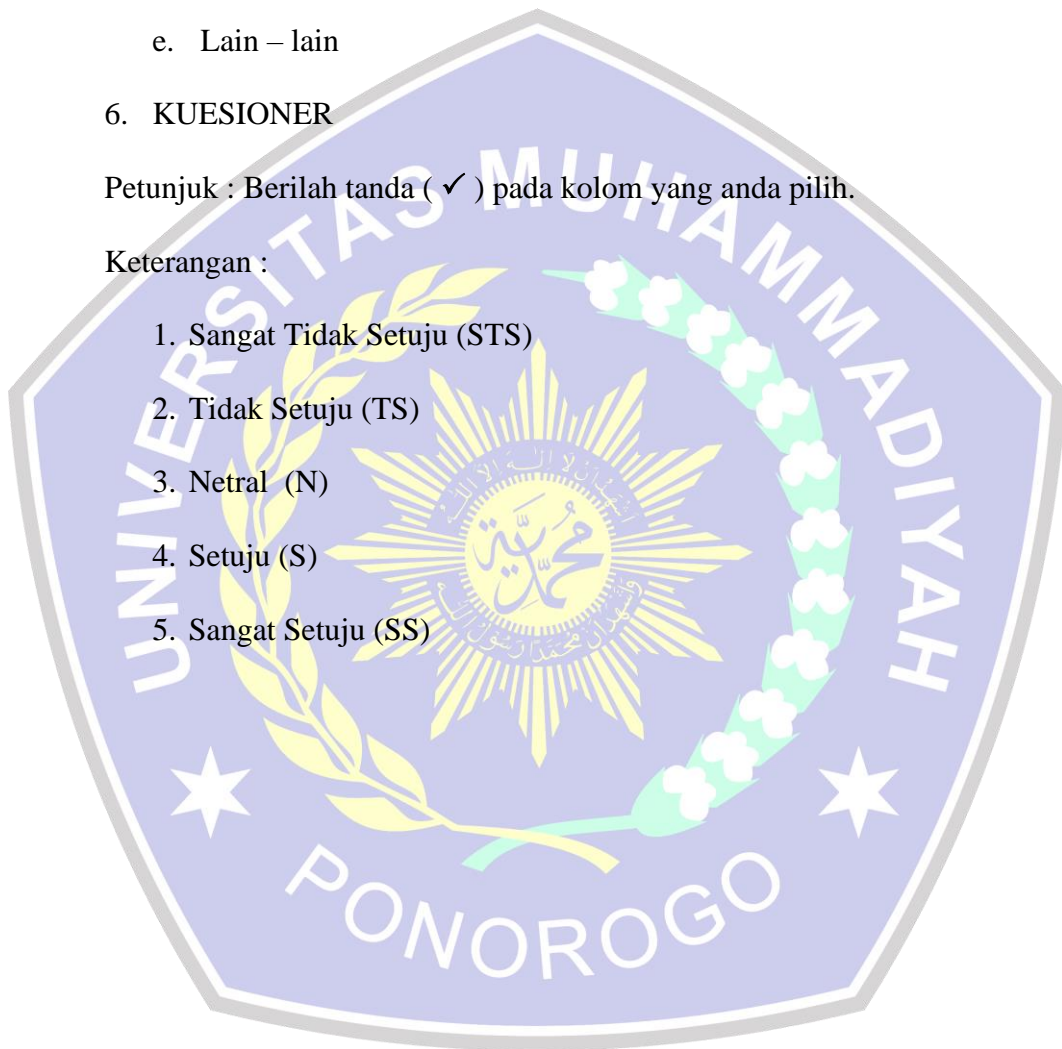 e. Lain – lain
6. KUESIONER
Petunjuk : Berilah tanda ( ✓ ) pada kolom yang anda pilih.
Keterangan :
1. Sangat Tidak Setuju (STS)
2. Tidak Setuju (TS)
3. Netral (N)
4. Setuju (S)
5. Sangat Setuju (SS)
UNIVERSITAS MUHAMMADIYAH
محمدية
PONOROGO